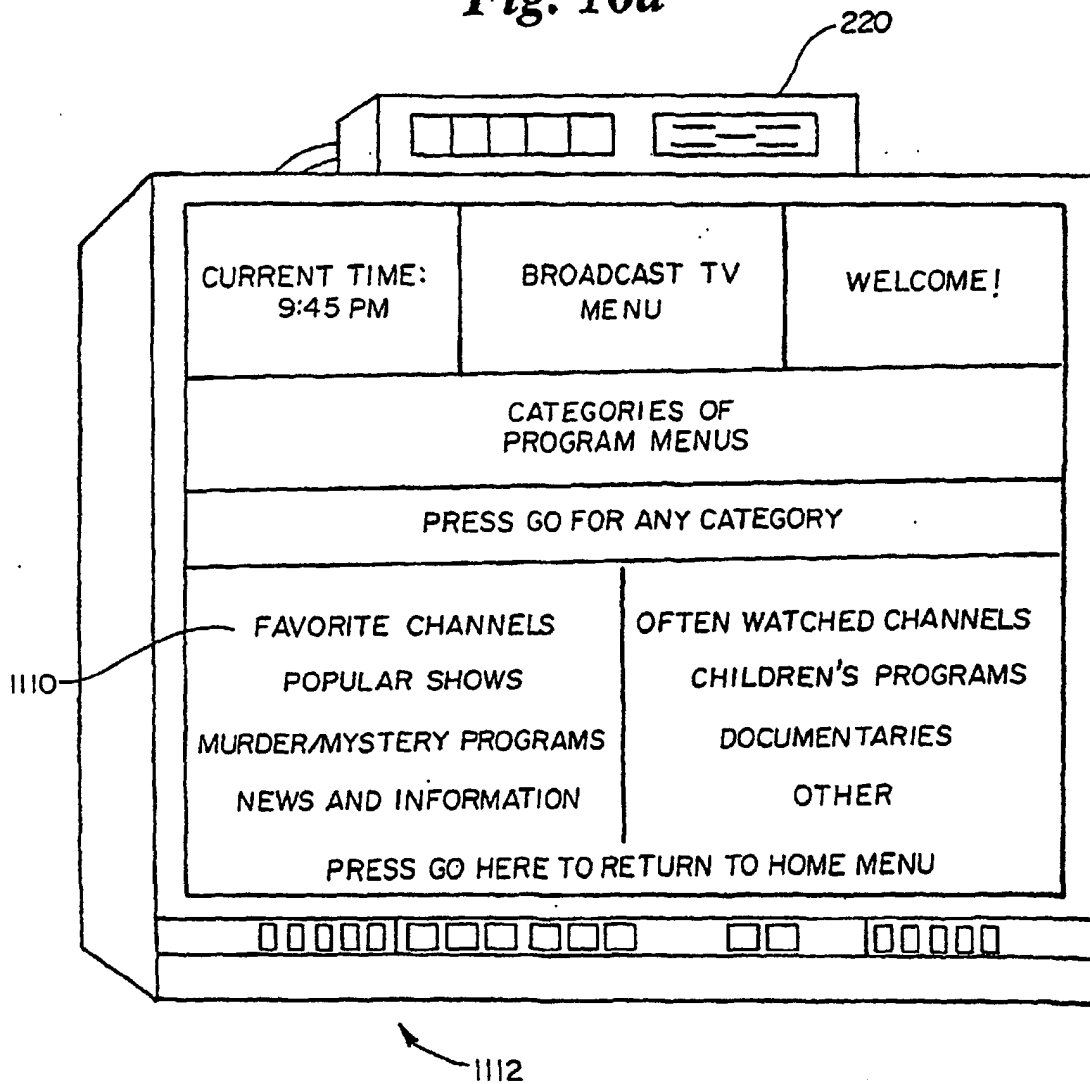 Fig. 10a
220
CURRENT TIME:
9:45 PM
BROADCAST TV
MENU
WELCOME!
CATEGORIES OF
PROGRAM MENUS
PRESS GO FOR ANY CATEGORY
FAVORITE CHANNELS
OFTEN WATCHED CHANNELS
1110
POPULAR SHOWS
CHILDREN'S PROGRAMS
MURDER/MYSTERY PROGRAMS
DOCUMENTARIES
NEWS AND INFORMATION
OTHER
PRESS GO HERE TO RETURN TO HOME MENU
1112